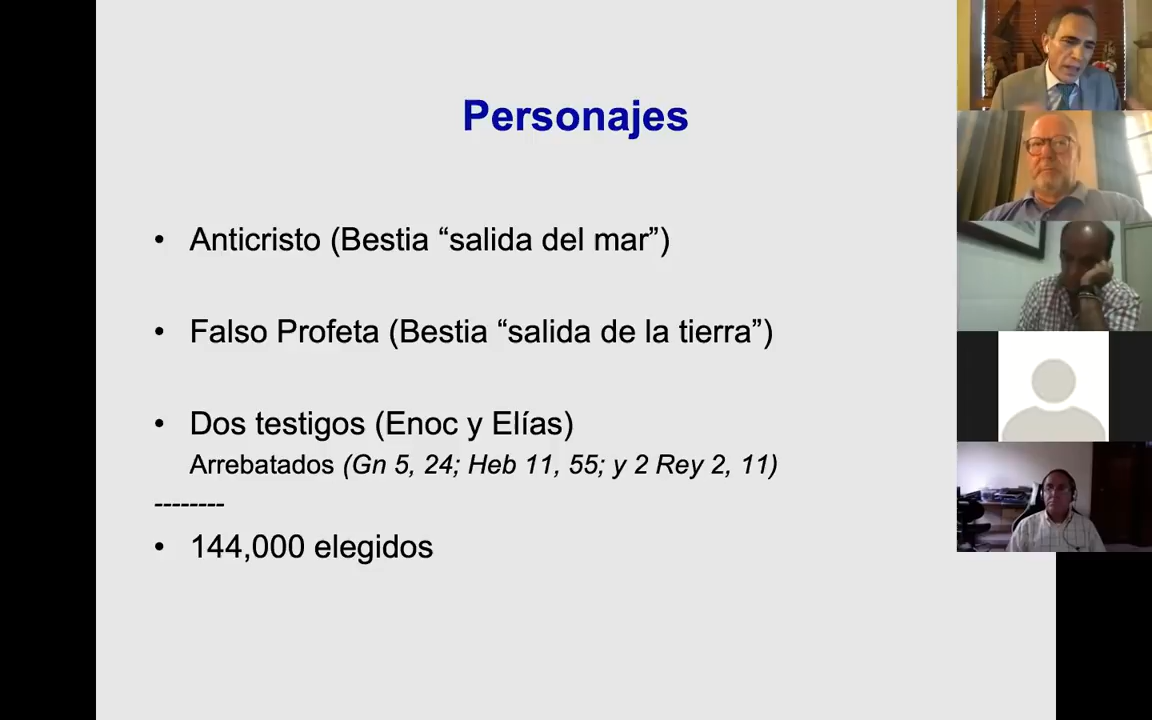 Personajes
• Anticristo (Bestia “salida del mar”)
• Falso Profeta (Bestia “salida de la tierra”)
• Dos testigos (Enoc y Elías)
Arrebatados (Gn 5, 24; Heb 11, 55; y 2 Rey 2, 11)
--------
• 144,000 elegidos